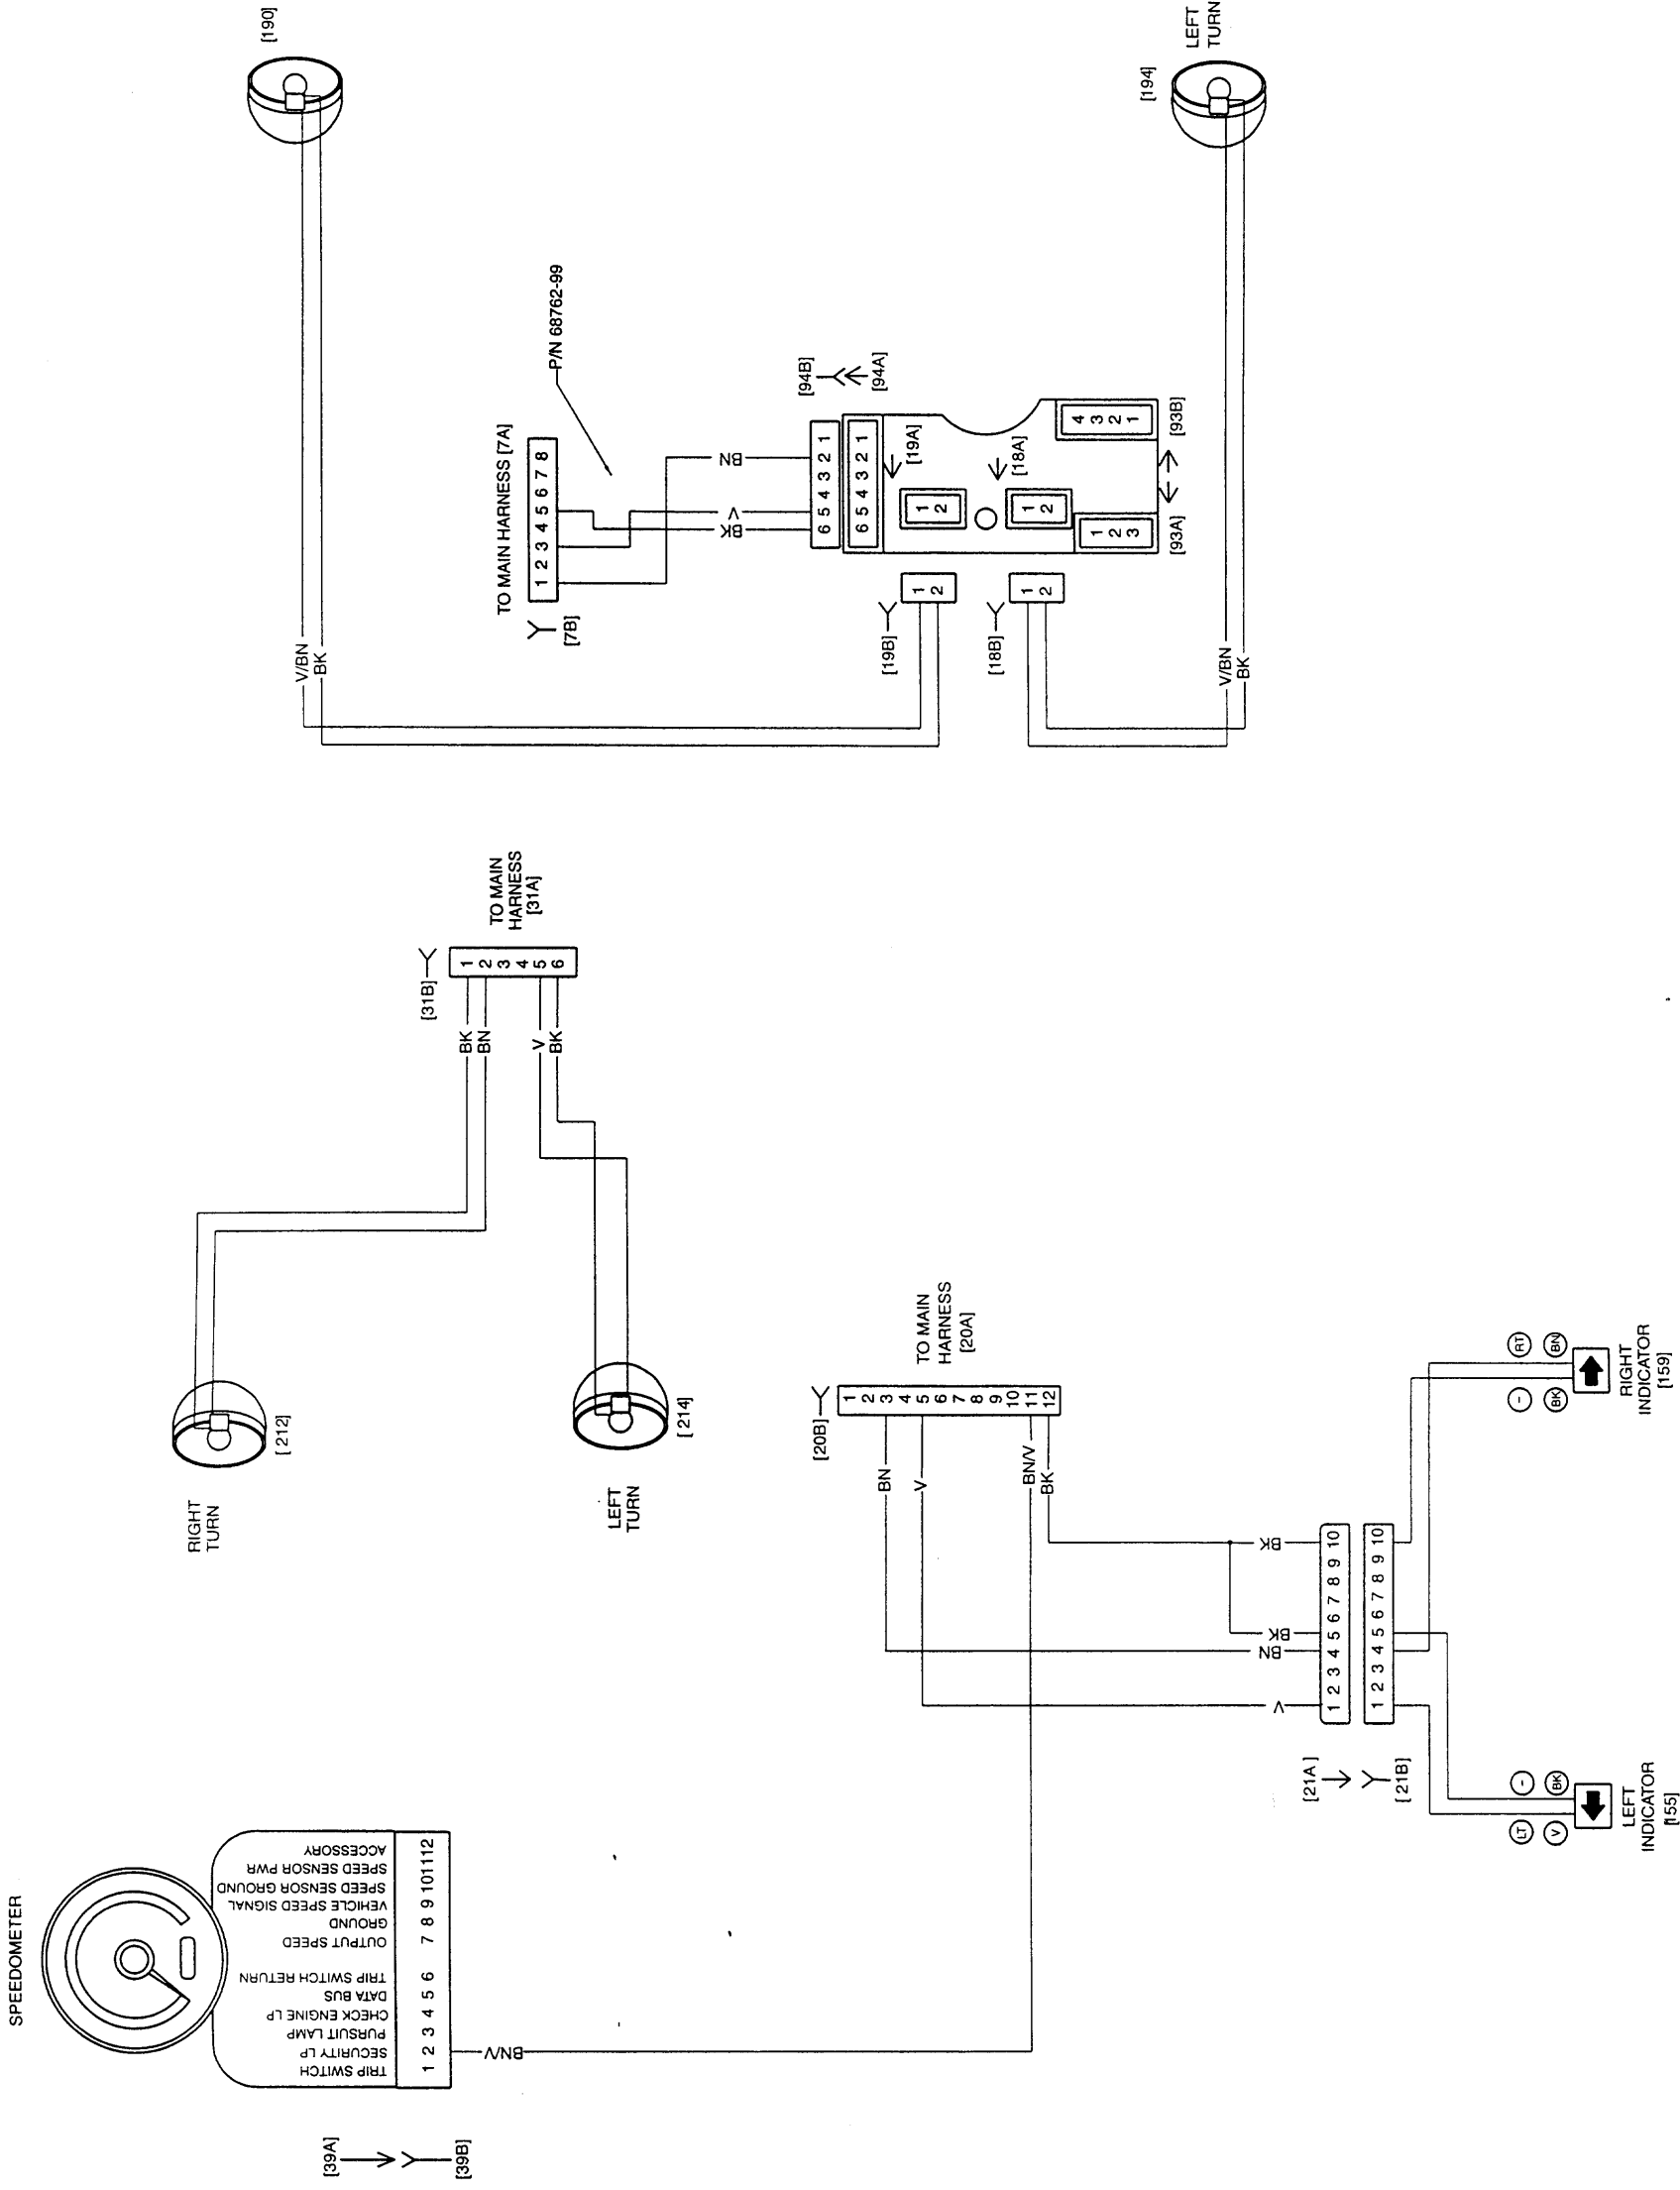 [190]
LEFT
TURN
[194]
P/N 68762-99
TO MAIN HARNESS [7A]
1 2 3 4 5 6 7 8
[7B]
BN
V
BK
[94B]
[94A]
6 5 4 3 2 1
6 5 4 3 2 1
[19A]
[18A]
1 2
1 2
4 3 2 1
1 2 3
[93B]
[93A]
1 2
1 2
[19B]
[18B]
V/BN
BK
V/BN
BK
TO MAIN
HARNESS
[31A]
[31B]
1 2 3 4 5 6
BK
BN
V
BK
[212]
RIGHT
TURN
[214]
LEFT
TURN
TO MAIN
HARNESS
[20A]
[20B]
1 2 3 4 5 6 7 8 9 10 11 12
BN
V
BN/V
BK
BK
BK
BN
V
1 2 3 4 5 6 7 8 9 10
1 2 3 4 5 6 7 8 9 10
[21A]
[21B]
RT
BN
-
BK
RIGHT
INDICATOR
[159]
-
BK
LT
V
LEFT
INDICATOR
[155]
SPEEDOMETER
ACCESSORY
SPEED SENSOR PWR
SPEED SENSOR GROUND
VEHICLE SPEED SIGNAL
GROUND
OUTPUT SPEED
TRIP SWITCH RETURN
DATA BUS
CHECK ENGINE LP
PURSUIT LAMP
SECURITY LP
TRIP SWITCH
1 2 3 4 5 6 7 8 9 10 11 12
BN/V
[39A]
[39B]